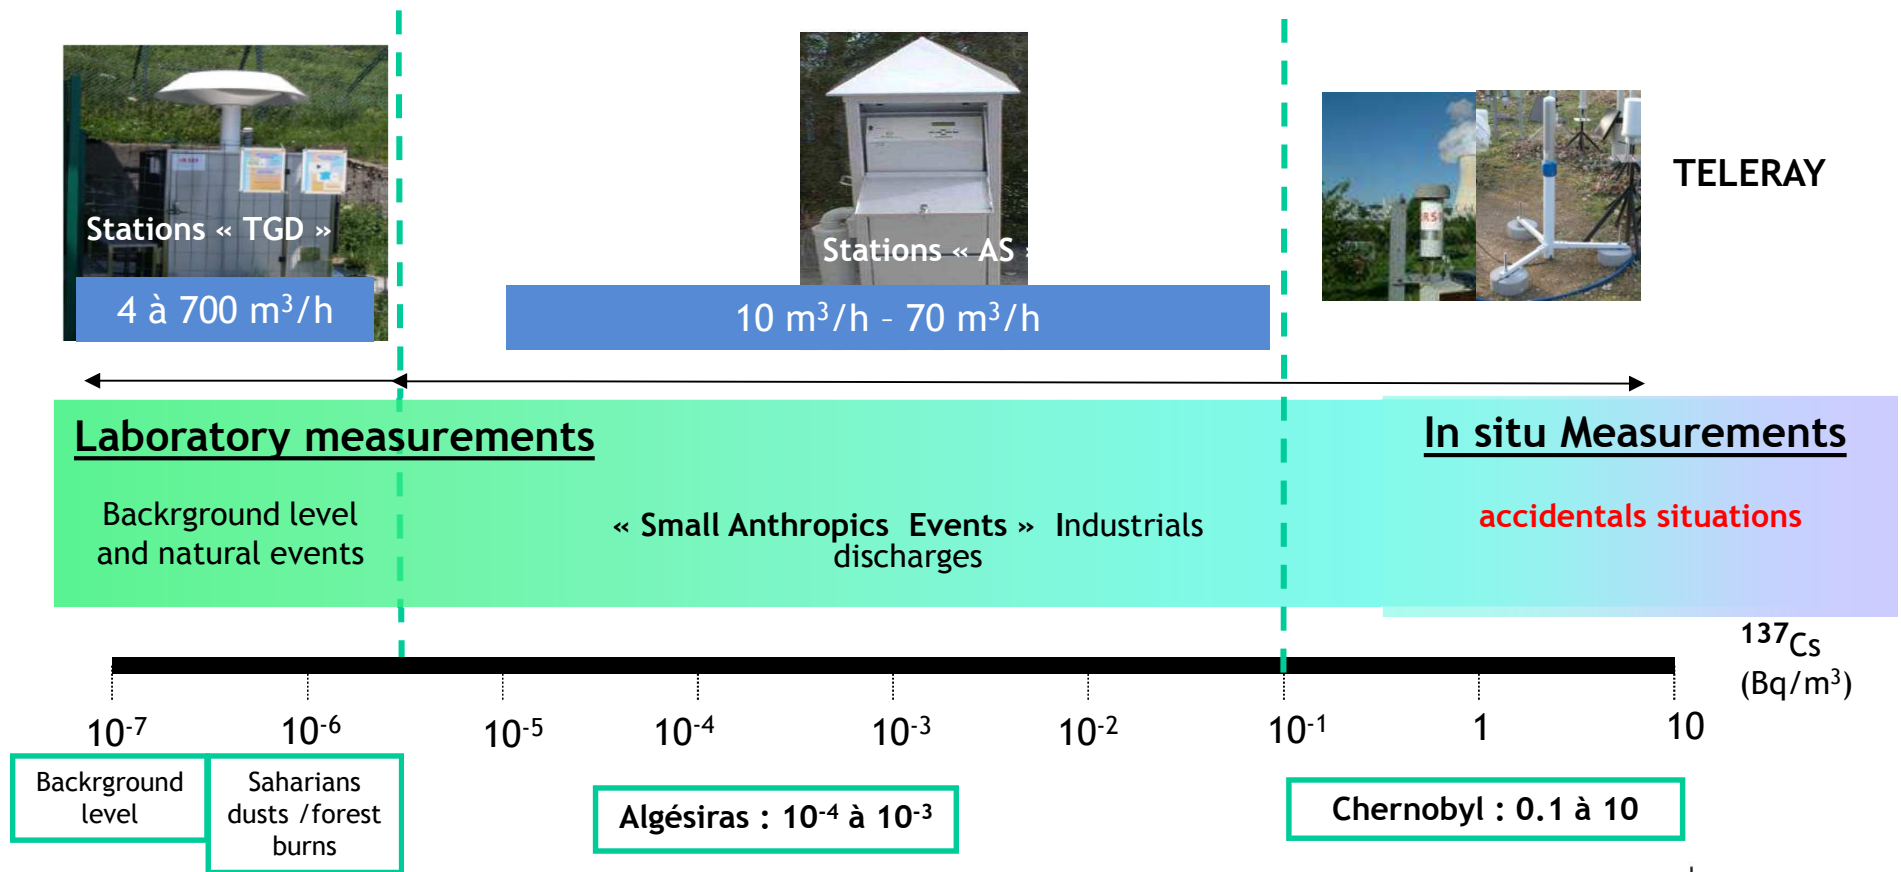 TELERAY
Stations « TGD »
Stations « AS »
4 à 700 m³/h
10 m³/h – 70 m³/h
Laboratory measurements
In situ Measurements
Backrground level
and natural events
« Small Anthropics Events » Industrials
discharges
accidentals situations
¹³⁷Cs
(Bq/m³)
10⁻⁷
10⁻⁶
10⁻⁵
10⁻⁴
10⁻³
10⁻²
10⁻¹
1
10
Backrground
level
Saharians
dusts /forest
burns
Algésiras : 10⁻⁴ à 10⁻³
Chernobyl : 0.1 à 10